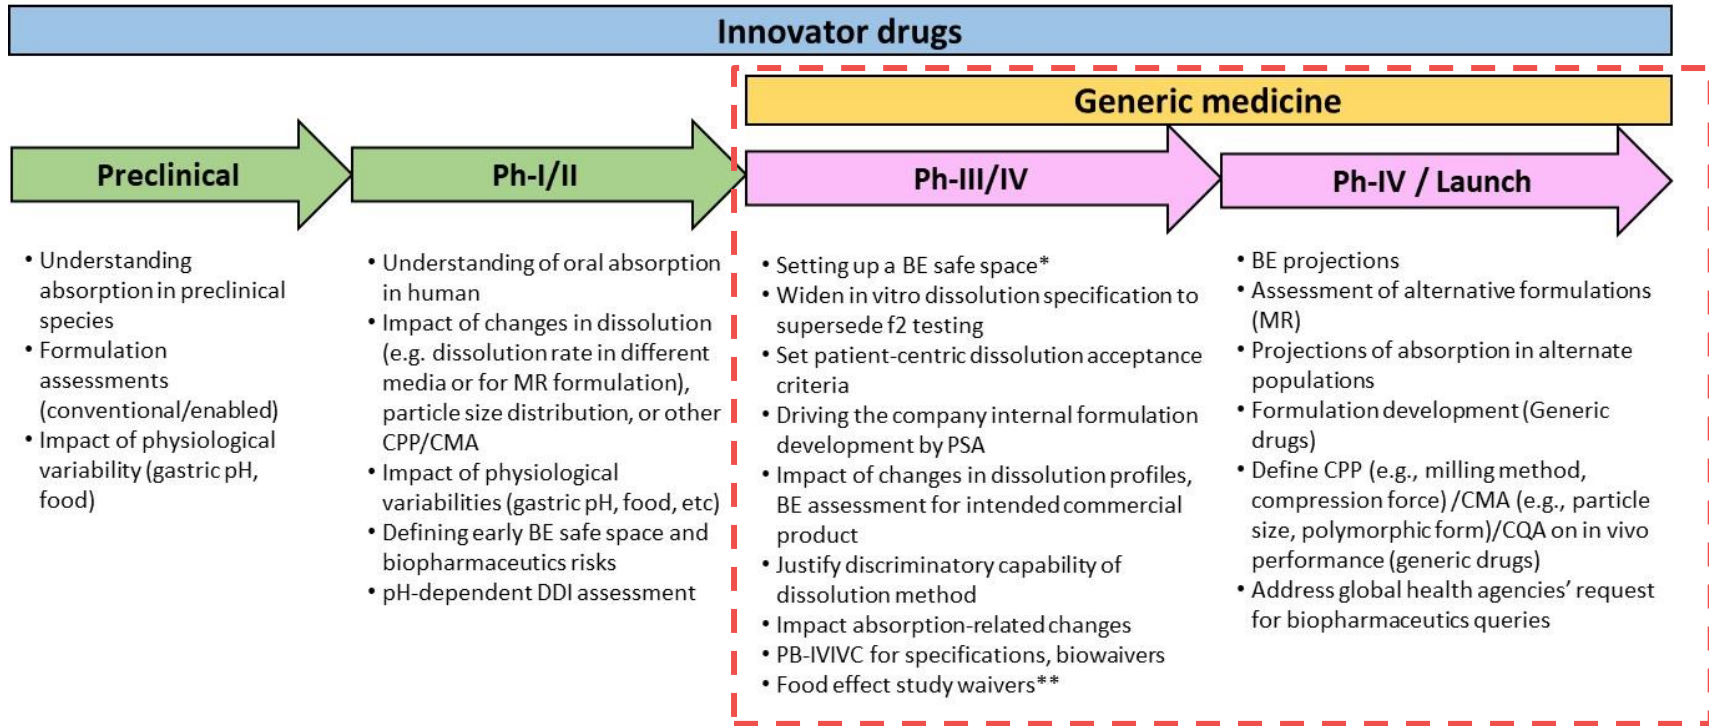 Innovator drugs
Generic medicine
Preclinical
Ph-I/II
Ph-III/IV
Ph-IV / Launch
• Understanding
absorption in preclinical
species
• Formulation
assessments
(conventional/enabled)
• Impact of physiological
variability (gastric pH,
food)
• Understanding of oral absorption
in human
• Impact of changes in dissolution
(e.g. dissolution rate in different
media or for MR formulation),
particle size distribution, or other
CPP/CMA
• Impact of physiological
variabilities (gastric pH, food, etc)
• Defining early BE safe space and
biopharmaceutics risks
• pH-dependent DDI assessment
• Setting up a BE safe space*
• Widen in vitro dissolution specification to
supersede f2 testing
• Set patient-centric dissolution acceptance
criteria
• Driving the company internal formulation
development by PSA
• Impact of changes in dissolution profiles,
BE assessment for intended commercial
product
• Justify discriminatory capability of
dissolution method
• Impact absorption-related changes
• PB-IVIVC for specifications, biowaivers
• Food effect study waivers**
• BE projections
• Assessment of alternative formulations
(MR)
• Projections of absorption in alternate
populations
• Formulation development (Generic
drugs)
• Define CPP (e.g., milling method,
compression force) /CMA (e.g., particle
size, polymorphic form)/CQA on in vivo
performance (generic drugs)
• Address global health agencies’ request
for biopharmaceutics queries